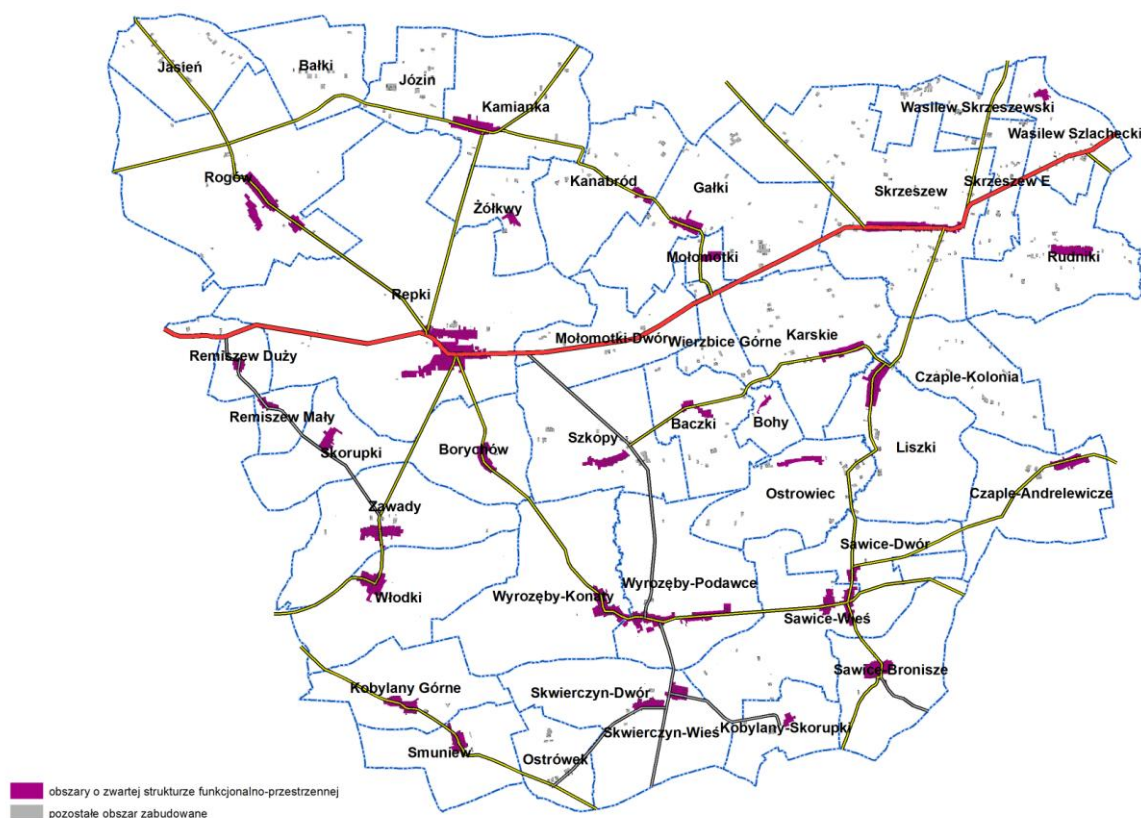 Jasień
Bałki
Józin
Kamianka
Wasilew Skrzeszewski
Wasilew Szlachecki
Rogów
Kanabród
Gałki
Skrzeszew
Skrzeszew E
Żółkwy
Mołomotki
Rudniki
Repki
Mołomotki-Dwór
Wierzbice Górne
Karskie
Remiszew Duży
Czaple-Kolonia
Remiszew Mały
Baczki
Bohy
Skorupki
Borychów
Szkopy
Liszki
Ostrowiec
Czaple-Andrelewicze
Zawady
Sawice-Dwór
Włodki
Wyrozęby-Konaty
Wyrozęby-Podawce
Sawice-Wieś
Sawice-Bronisze
Kobylany Górne
Skwierczyn-Dwór
Skwierczyn-Wieś
Kobylany-Skorupki
Smuniew
Ostrówek
obszary o zwartej strukturze funkcjonalno-przestrzennej
pozostałe obszar zabudowane